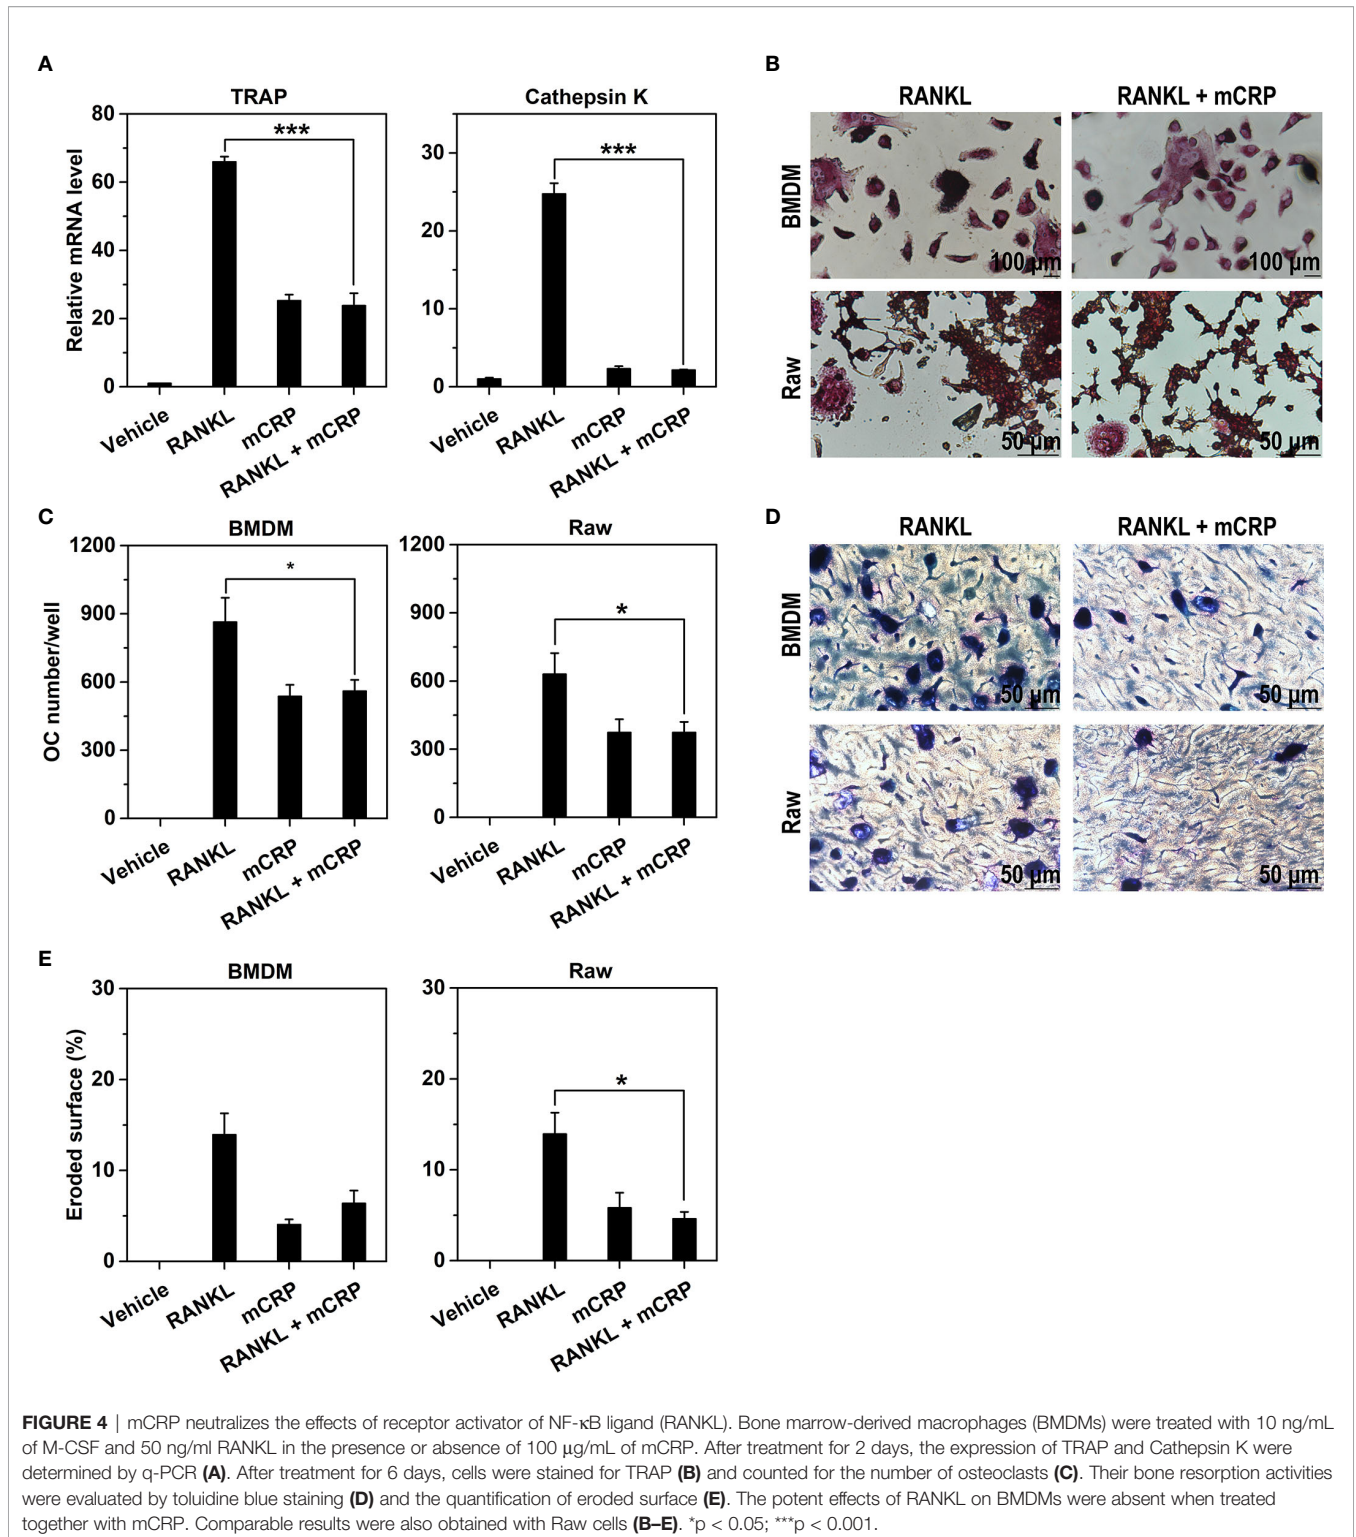 A
TRAP
Cathepsin K
***
***
Relative mRNA level
80
60
40
20
0
30
20
10
0
Vehicle
RANKL
mCRP
RANKL + mCRP
Vehicle
RANKL
mCRP
RANKL + mCRP
B
RANKL
RANKL + mCRP
BMDM
100 µm
100 µm
Raw
50 µm
50 µm
C
BMDM
Raw
*
*
OC number/well
1200
900
600
300
0
1200
900
600
300
0
Vehicle
RANKL
mCRP
RANKL + mCRP
Vehicle
RANKL
mCRP
RANKL + mCRP
D
RANKL
RANKL + mCRP
BMDM
50 µm
50 µm
Raw
50 µm
50 µm
E
BMDM
Raw
*
Eroded surface (%)
30
20
10
0
30
20
10
0
Vehicle
RANKL
mCRP
RANKL + mCRP
Vehicle
RANKL
mCRP
RANKL + mCRP
FIGURE 4 | mCRP neutralizes the effects of receptor activator of NF-κB ligand (RANKL). Bone marrow-derived macrophages (BMDMs) were treated with 10 ng/mL
of M-CSF and 50 ng/ml RANKL in the presence or absence of 100 µg/mL of mCRP. After treatment for 2 days, the expression of TRAP and Cathepsin K were
determined by q-PCR (A). After treatment for 6 days, cells were stained for TRAP (B) and counted for the number of osteoclasts (C). Their bone resorption activities
were evaluated by toluidine blue staining (D) and the quantification of eroded surface (E). The potent effects of RANKL on BMDMs were absent when treated
together with mCRP. Comparable results were also obtained with Raw cells (B–E). *p < 0.05; ***p < 0.001.